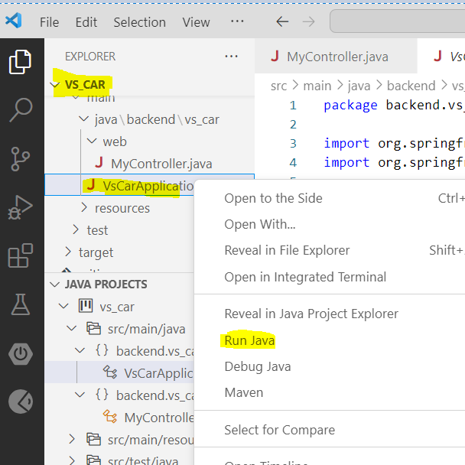 File Edit Selection View ...
EXPLORER ...
VS_CAR
main
java\backend\vs_car
web
J MyController.java
J VsCarApplicatio
resources
test
target
JAVA PROJECTS
vs_car
src/main/java
{} backend.vs_c
VsCarApplic
{} backend.vs_ca
MyControlle
src/main/resou
src/test/java
J MyController.java
J VsC
src > main > java > backend > vs_
1 package backend.vs_
2
3 import org.springfr
4 import org.springfr
Open to the Side Ctrl+
Open With...
Reveal in File Explorer Shift+
Open in Integrated Terminal
Reveal in Java Project Explorer
Run Java
Debug Java
Maven
Select for Compare